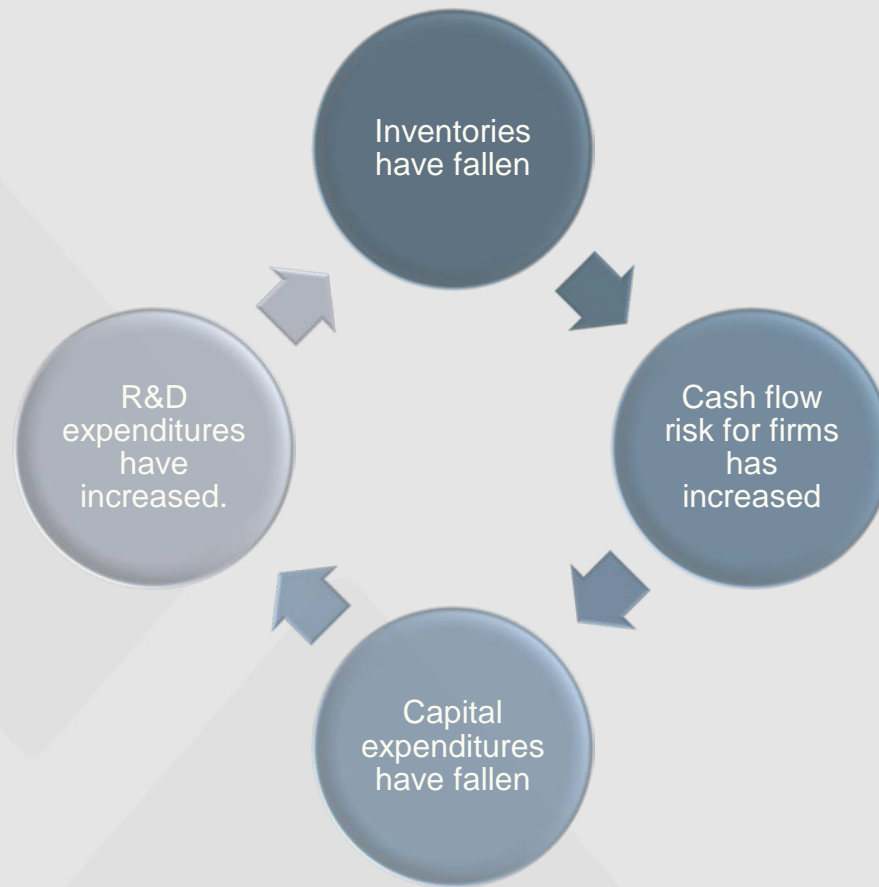 Inventories
have fallen
Cash flow
risk for firms
has
increased
Capital
expenditures
have fallen
R&D
expenditures
have
increased.